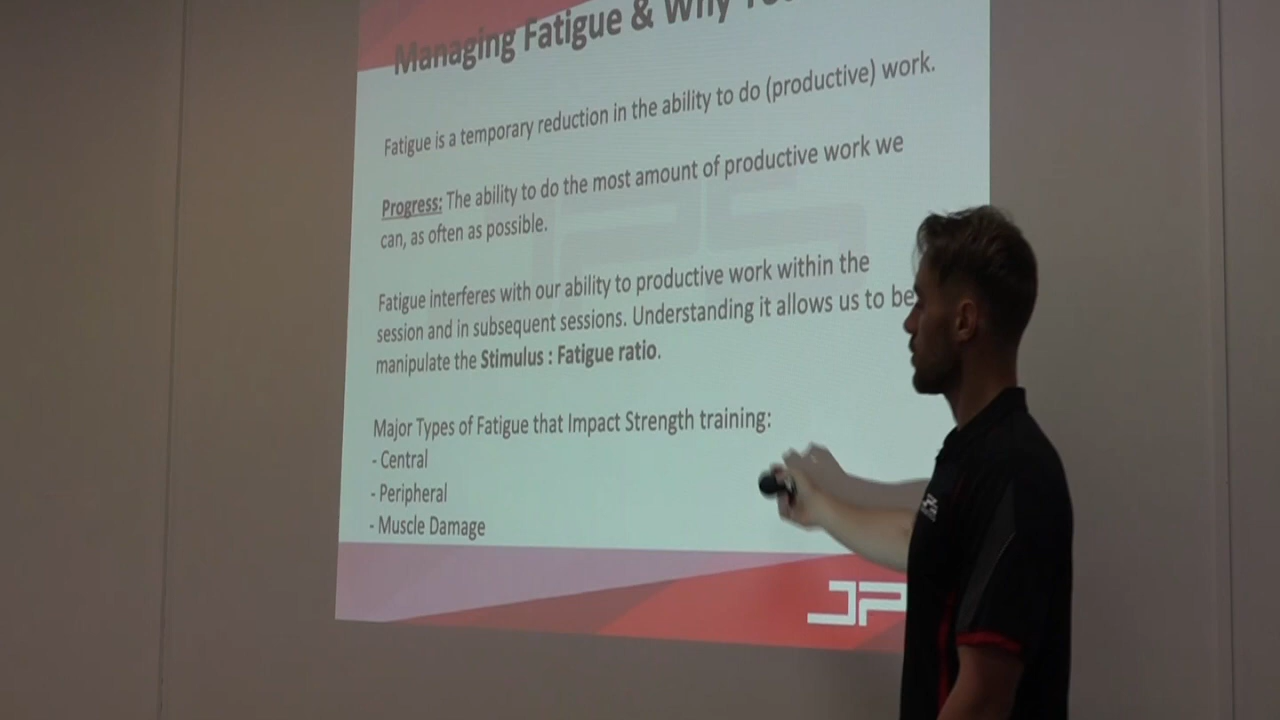 Managing Fatigue & Why
Fatigue is a temporary reduction in the ability to do (productive) work.
Progress: The ability to do the most amount of productive work we
can, as often as possible.
Fatigue interferes with our ability to productive work within the
session and in subsequent sessions. Understanding it allows us to be
manipulate the Stimulus : Fatigue ratio.
Major Types of Fatigue that Impact Strength training:
- Central
- Peripheral
- Muscle Damage
JP